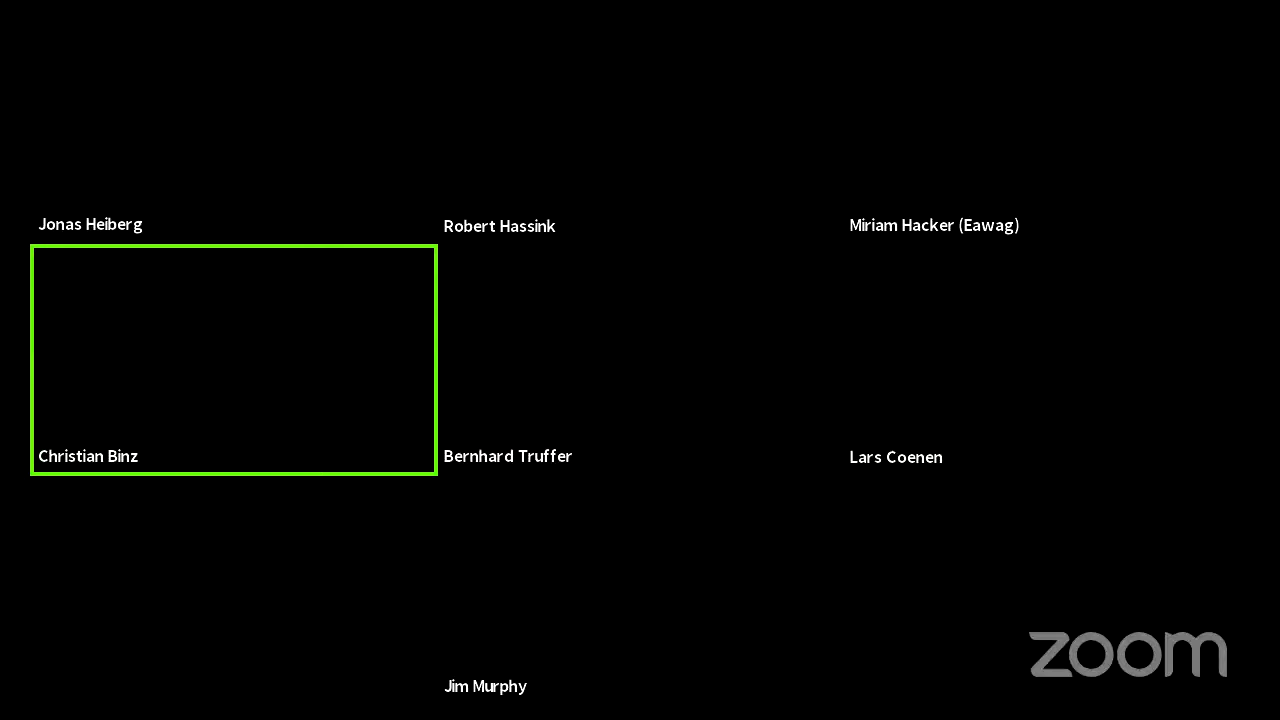 Jonas Heiberg
Robert Hassink
Miriam Hacker (Eawag)
Christian Binz
Bernhard Truffer
Lars Coenen
Jim Murphy
zoom